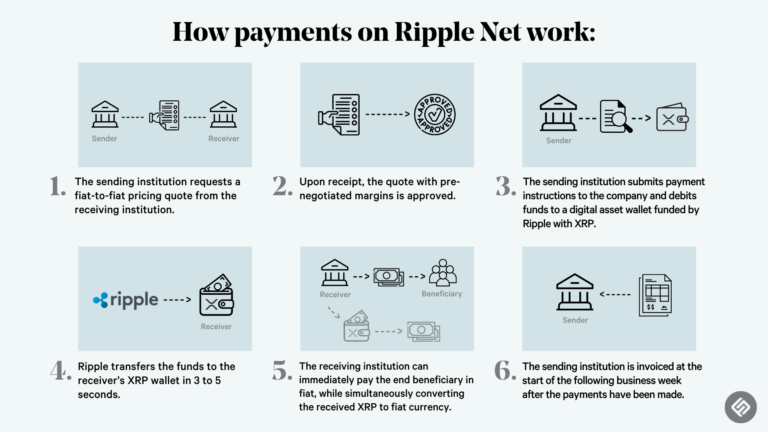 How payments on Ripple Net work:
Sender
Receiver
1.
The sending institution requests a
fiat-to-fiat pricing quote from the
receiving institution.
APPROVED
APPROVED
2.
Upon receipt, the quote with pre-
negotiated margins is approved.
Sender
3.
The sending institution submits payment
instructions to the company and debits
funds to a digital asset wallet funded by
Ripple with XRP.
ripple
Receiver
4.
Ripple transfers the funds to the
receiver's XRP wallet in 3 to 5
seconds.
Receiver
Beneficiary
5.
The receiving institution can
immediately pay the end beneficiary in
fiat, while simultaneously converting
the received XRP to fiat currency.
Sender
$$
6.
The sending institution is invoiced at the
start of the following business week
after the payments have been made.